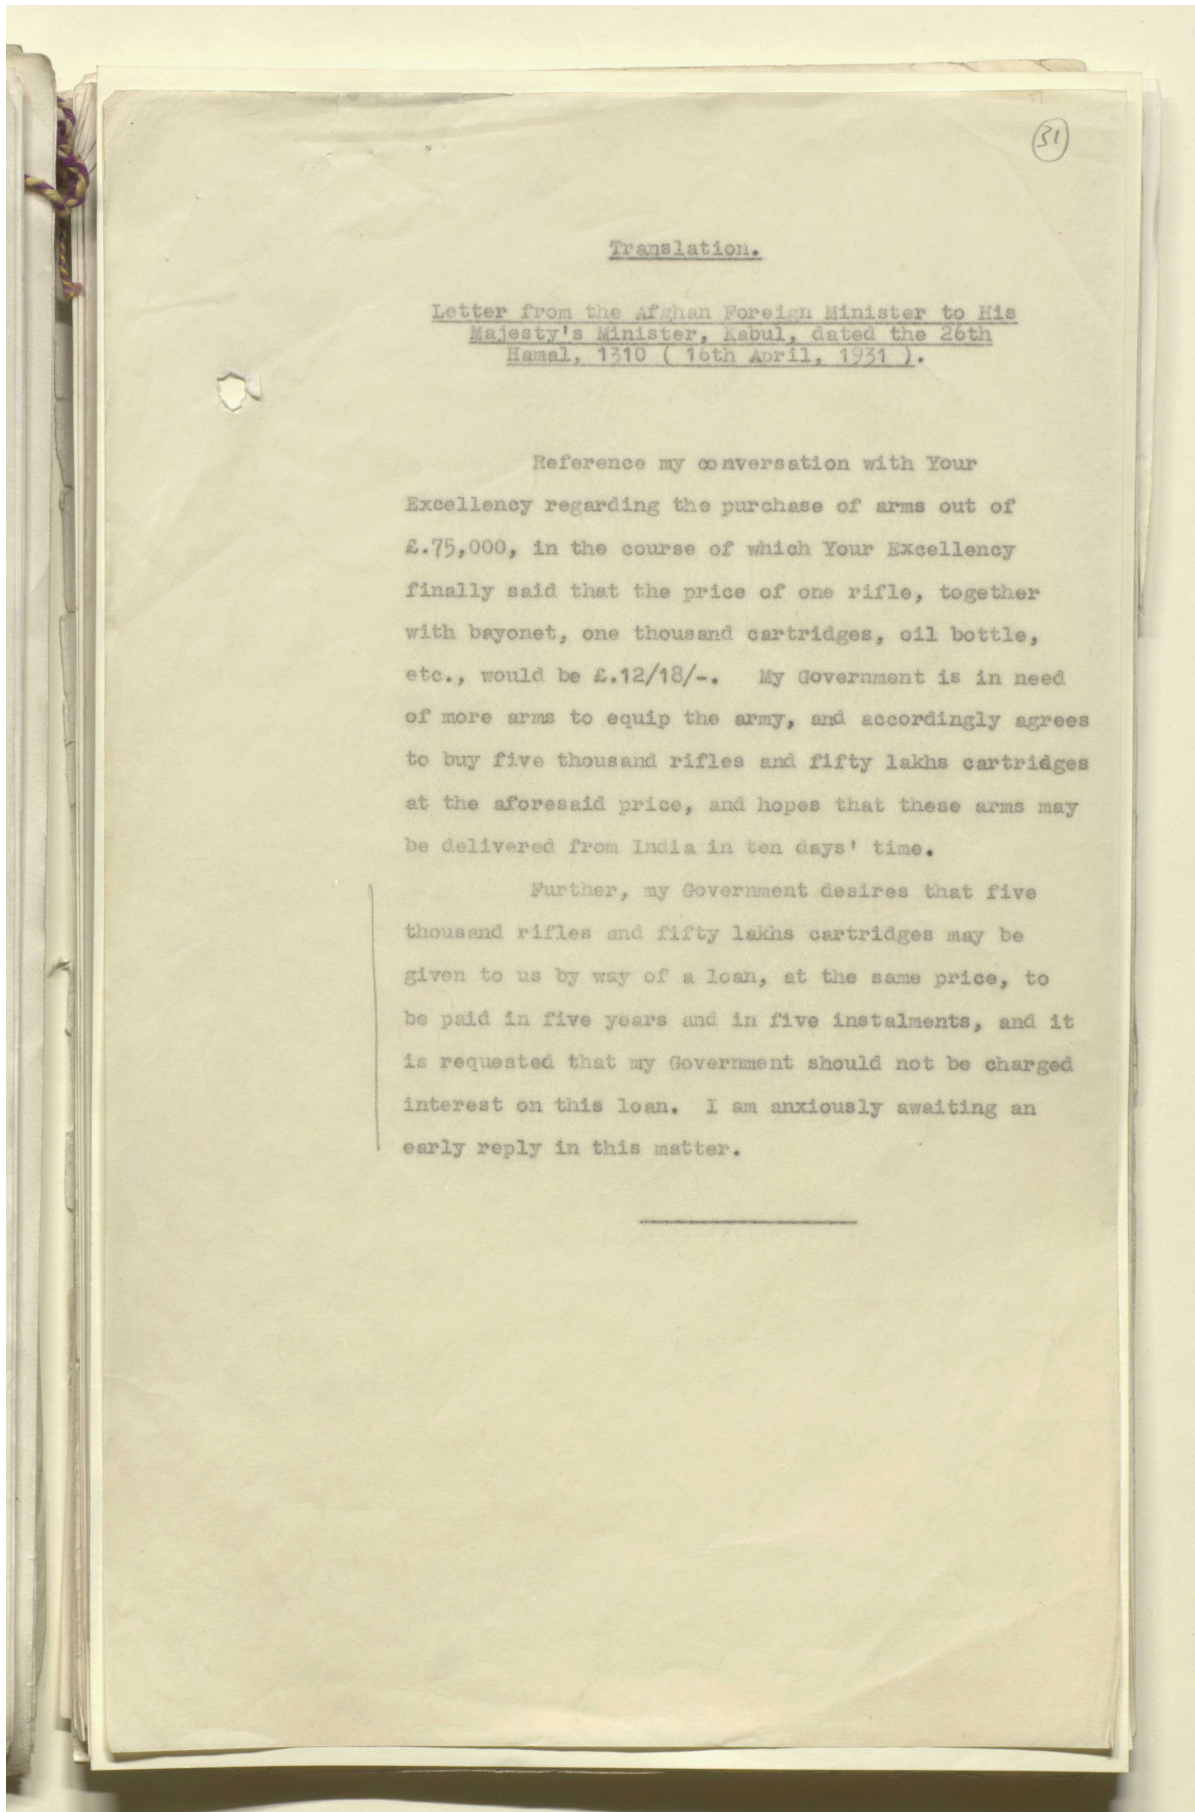 31
Translation.
Letter from the Afghan Foreign Minister to His
Majesty's Minister, Kabul, dated the 26th
Hamal, 1310 ( 16th April, 1931 ).
Reference my conversation with Your
Excellency regarding the purchase of arms out of
£.75,000, in the course of which Your Excellency
finally said that the price of one rifle, together
with bayonet, one thousand cartridges, oil bottle,
etc., would be £.12/18/-. My Government is in need
of more arms to equip the army, and accordingly agrees
to buy five thousand rifles and fifty lakhs cartridges
at the aforesaid price, and hopes that these arms may
be delivered from India in ten days' time.
Further, my Government desires that five
thousand rifles and fifty lakhs cartridges may be
given to us by way of a loan, at the same price, to
be paid in five years and in five instalments, and it
is requested that my Government should not be charged
interest on this loan. I am anxiously awaiting an
early reply in this matter.